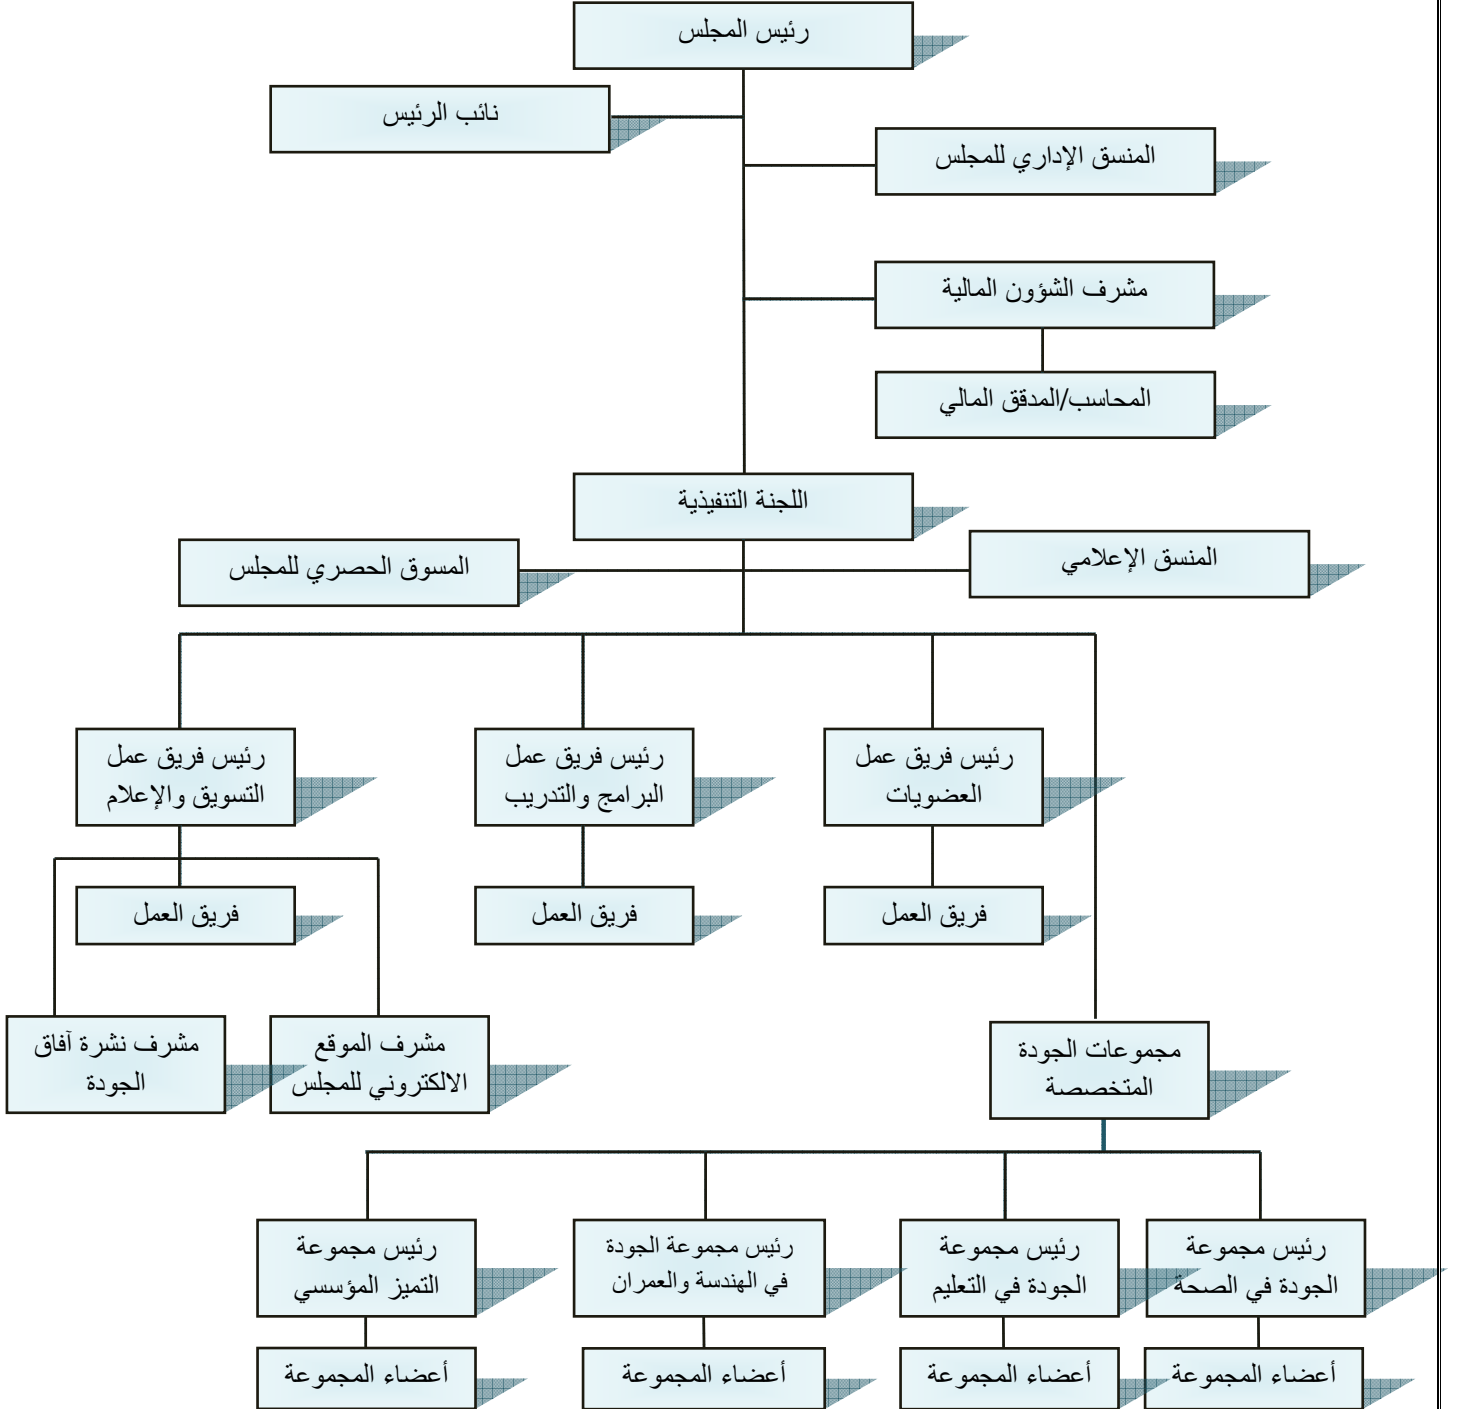 رئيس المجلس
نائب الرئيس
المنسق الإداري للمجلس
مشرف الشؤون المالية
المحاسب/المدقق المالي
اللجنة التنفيذية
المنسق الإعلامي
المسوق الحصري للمجلس
رئيس فريق عمل
العضويات
رئيس فريق عمل
البرامج والتدريب
رئيس فريق عمل
التسويق والإعلام
فريق العمل
فريق العمل
فريق العمل
مجموعات الجودة
المتخصصة
مشرف الموقع
الالكتروني للمجلس
مشرف نشرة آفاق
الجودة
رئيس مجموعة
الجودة في الصحة
رئيس مجموعة
الجودة في التعليم
رئيس مجموعة الجودة
في الهندسة والعمران
رئيس مجموعة
التميز المؤسسي
أعضاء المجموعة
أعضاء المجموعة
أعضاء المجموعة
أعضاء المجموعة